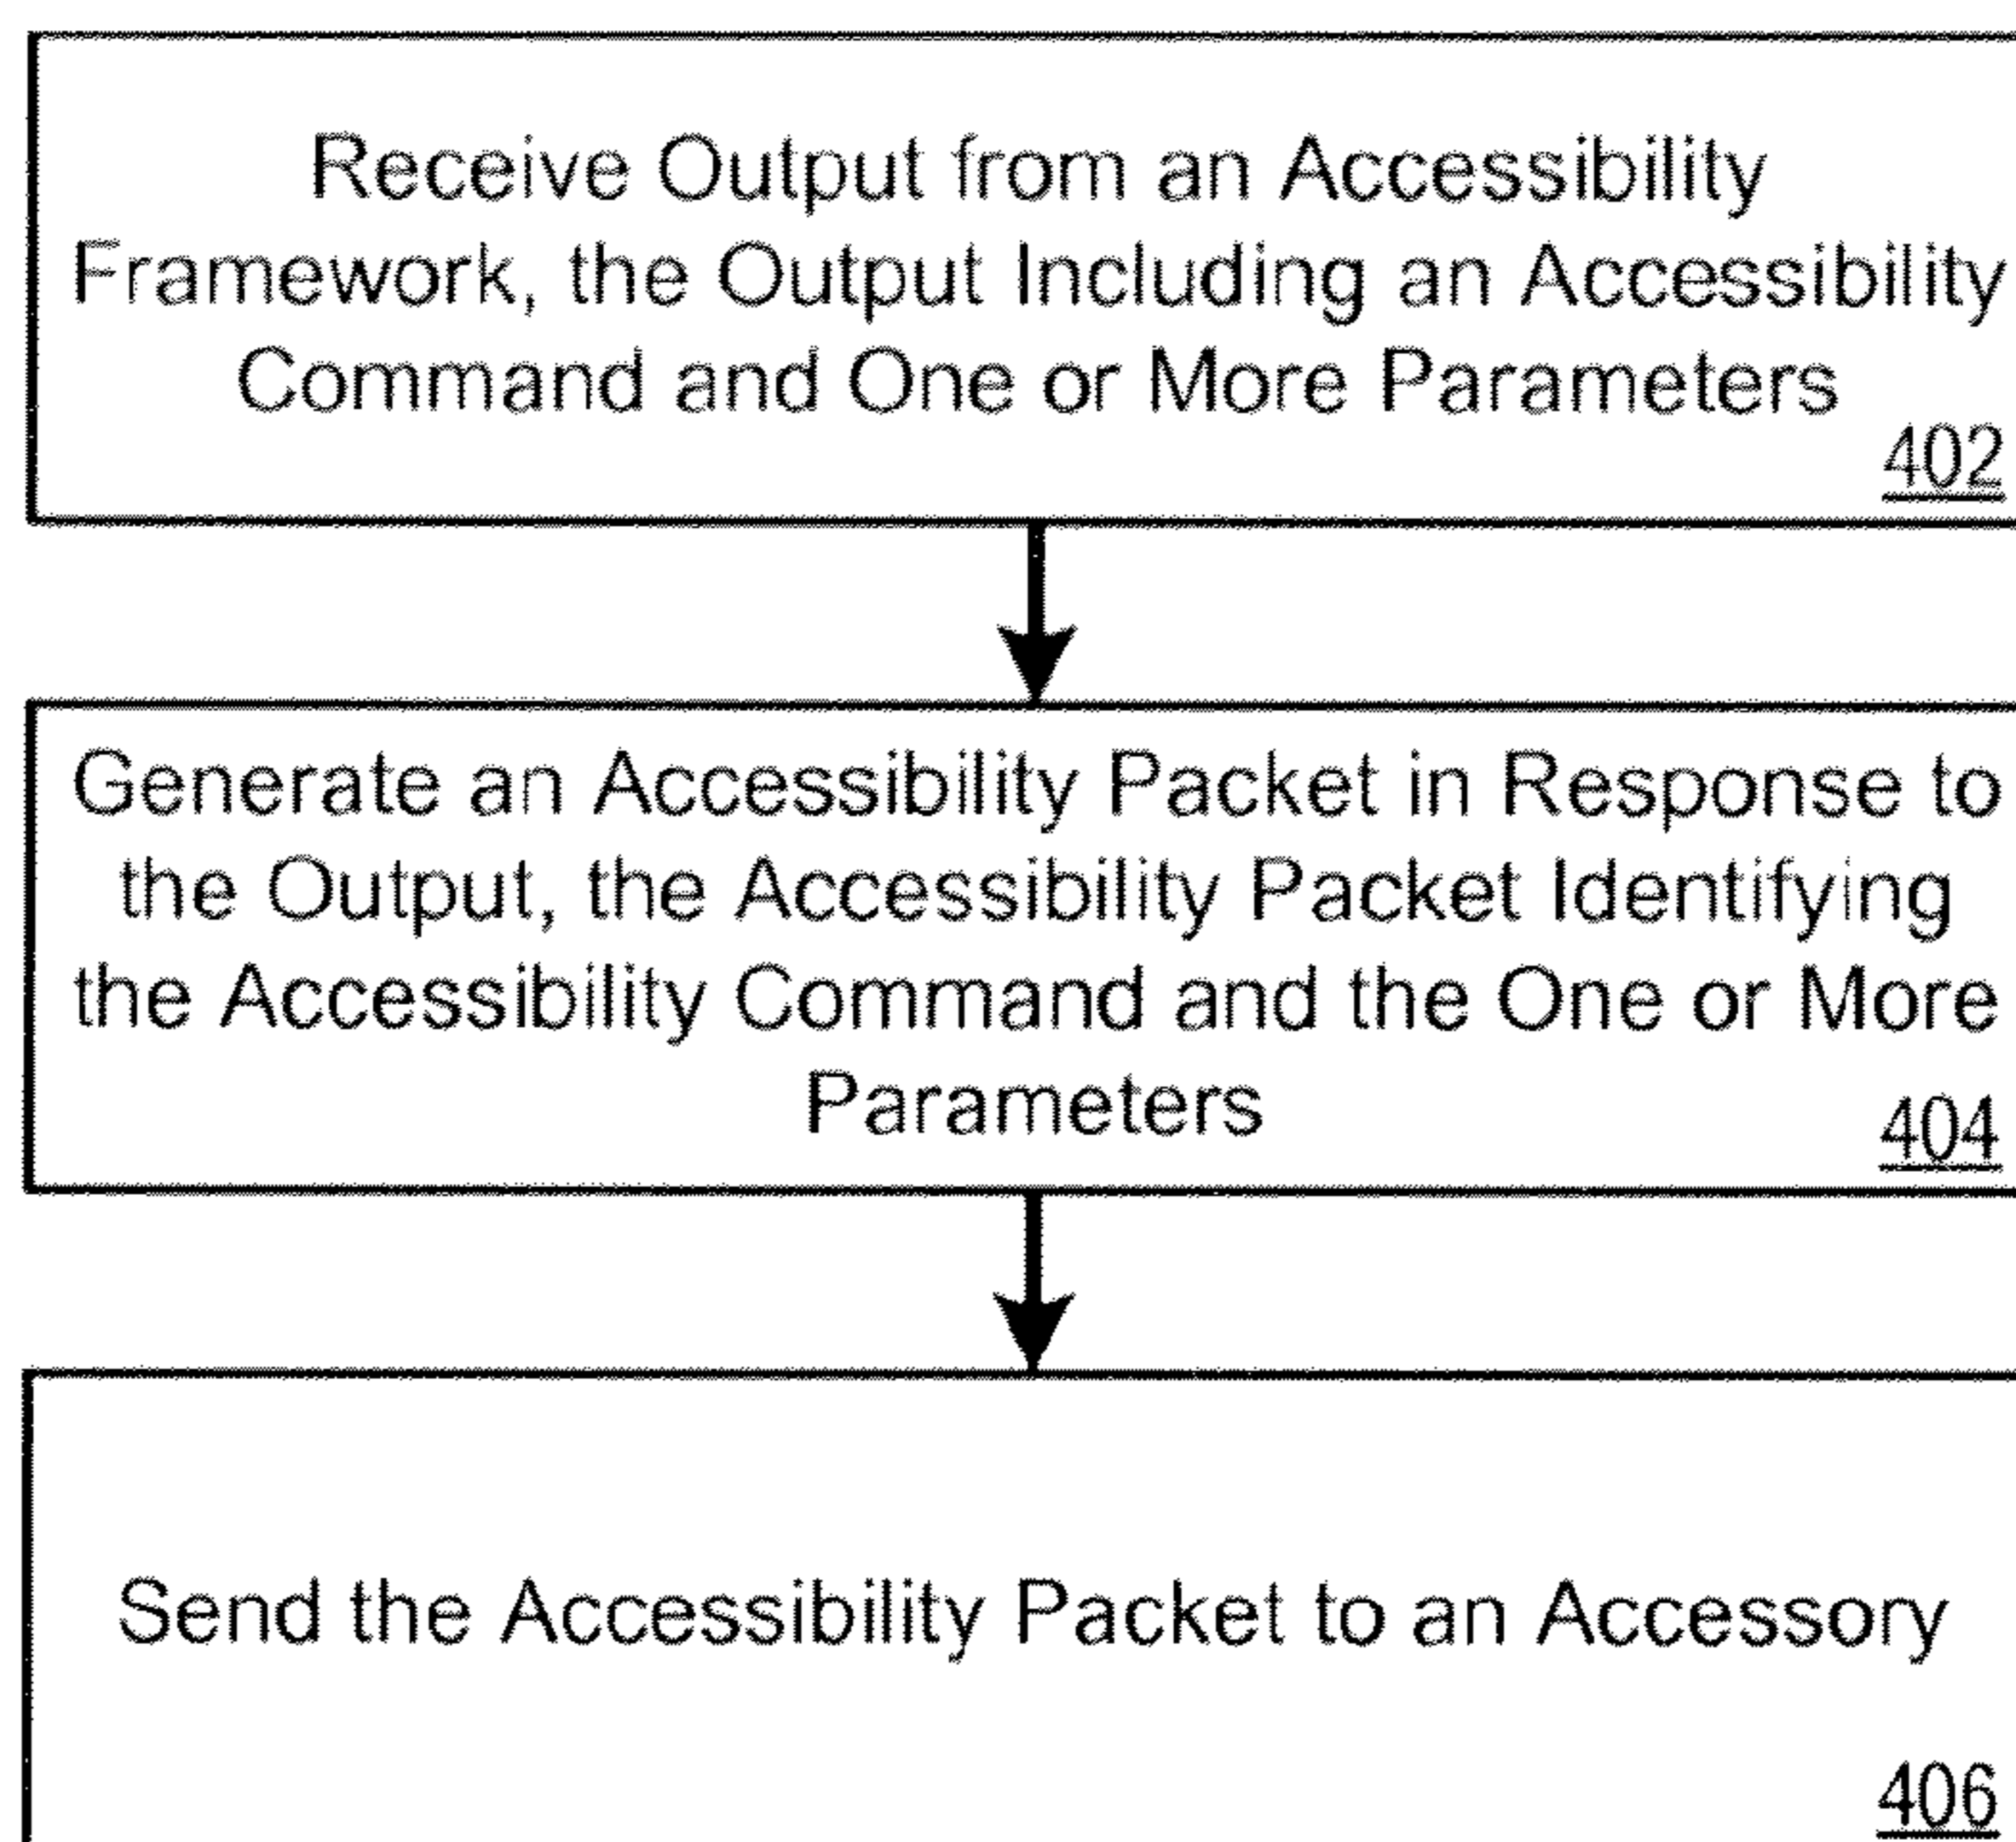 Receive Output from an Accessibility
Framework, the Output Including an Accessibility
Command and One or More Parameters
402
Generate an Accessibility Packet in Response to
the Output, the Accessibility Packet Identifying
the Accessibility Command and the One or More
Parameters
404
Send the Accessibility Packet to an Accessory
406